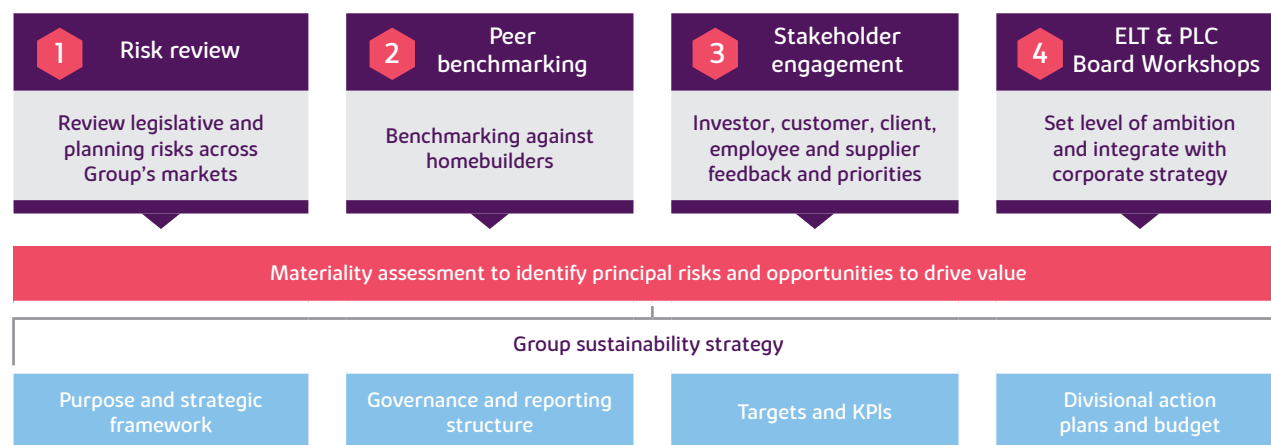 1
Risk review
Review legislative and
planning risks across
Group's markets
2
Peer
benchmarking
Benchmarking against
homebuilders
3
Stakeholder
engagement
Investor, customer, client,
employee and supplier
feedback and priorities
4
ELT & PLC
Board Workshops
Set level of ambition
and integrate with
corporate strategy
Materiality assessment to identify principal risks and opportunities to drive value
Group sustainability strategy
Purpose and strategic
framework
Governance and reporting
structure
Targets and KPIs
Divisional action
plans and budget